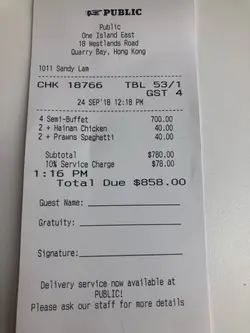 PUBLIC
Public
One Island East
18 Westlands Road
Quarry Bay, Hong Kong
1011 Sandy Lam
CHK 18766 TBL 53/1
GST 4
24 SEP'18 12:18 PM
4 Semi-Buffet 700.00
2 + Hainan Chicken 40.00
2 + Prawns Spaghetti 40.00
Subtotal $780.00
10% Service Charge $78.00
1:16 PM
Total Due $858.00
Guest Name:
Gratuity:
Signature:
Delivery service now available at
PUBLIC!
Please ask our staff for more details